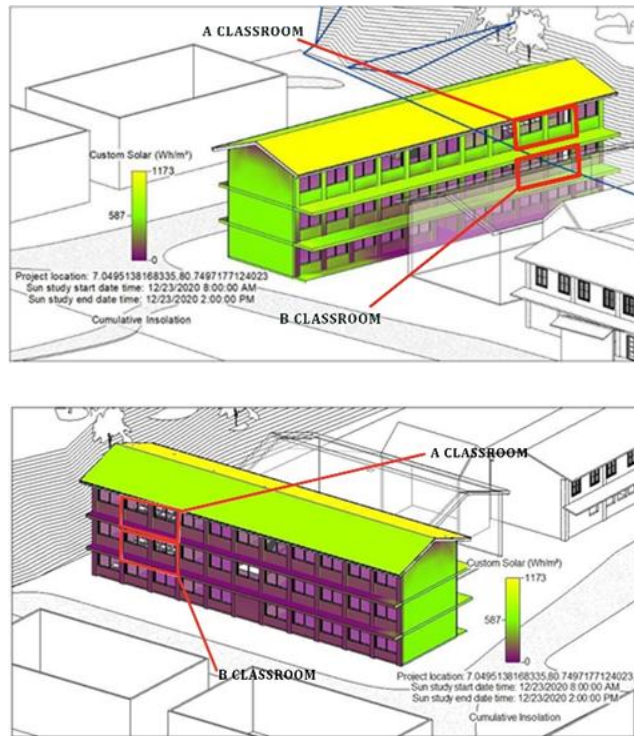 A CLASSROOM
Custom Solar (Wh/m²)
1173
587
0
Project location: 7.0495138168335,80.7497177124023
Sun study start date time: 12/23/2020 8:00:00 AM
Sun study end date time: 12/23/2020 2:00:00 PM
Cumulative Insolation
B CLASSROOM
A CLASSROOM
Custom Solar (Wh/m²)
1173
587
0
B CLASSROOM
Project location: 7.0495138168335,80.7497177124023
Sun study start date time: 12/23/2020 8:00:00 AM
Sun study end date time: 12/23/2020 2:00:00 PM
Cumulative Insolation